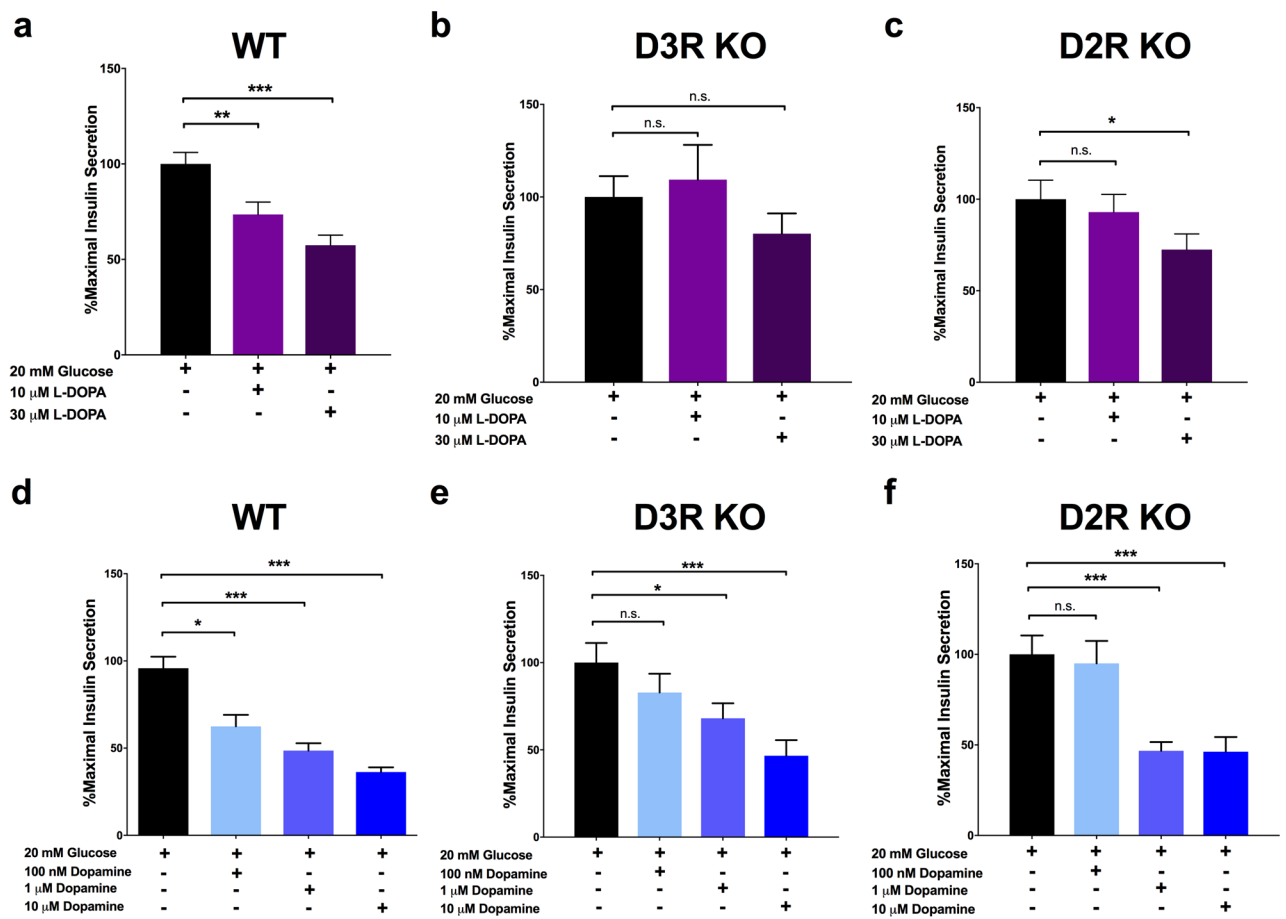 a
WT
%Maximal Insulin Secretion
150
100
50
0
***
**
20 mM Glucose + + +
10 μM L-DOPA - + -
30 μM L-DOPA - - +
b
D3R KO
%Maximal Insulin Secretion
150
100
50
0
n.s.
n.s.
20 mM Glucose + + +
10 μM L-DOPA - + -
30 μM L-DOPA - - +
c
D2R KO
%Maximal Insulin Secretion
150
100
50
0
*
n.s.
20 mM Glucose + + +
10 μM L-DOPA - + -
30 μM L-DOPA - - +
d
WT
%Maximal Insulin Secretion
150
100
50
0
***
***
*
20 mM Glucose + + + +
100 nM Dopamine - + - -
1 μM Dopamine - - + -
10 μM Dopamine - - - +
e
D3R KO
%Maximal Insulin Secretion
150
100
50
0
***
*
n.s.
20 mM Glucose + + + +
100 nM Dopamine - + - -
1 μM Dopamine - - + -
10 μM Dopamine - - - +
f
D2R KO
%Maximal Insulin Secretion
150
100
50
0
***
***
n.s.
20 mM Glucose + + + +
100 nM Dopamine - + - -
1 μM Dopamine - - + -
10 μM Dopamine - - - +